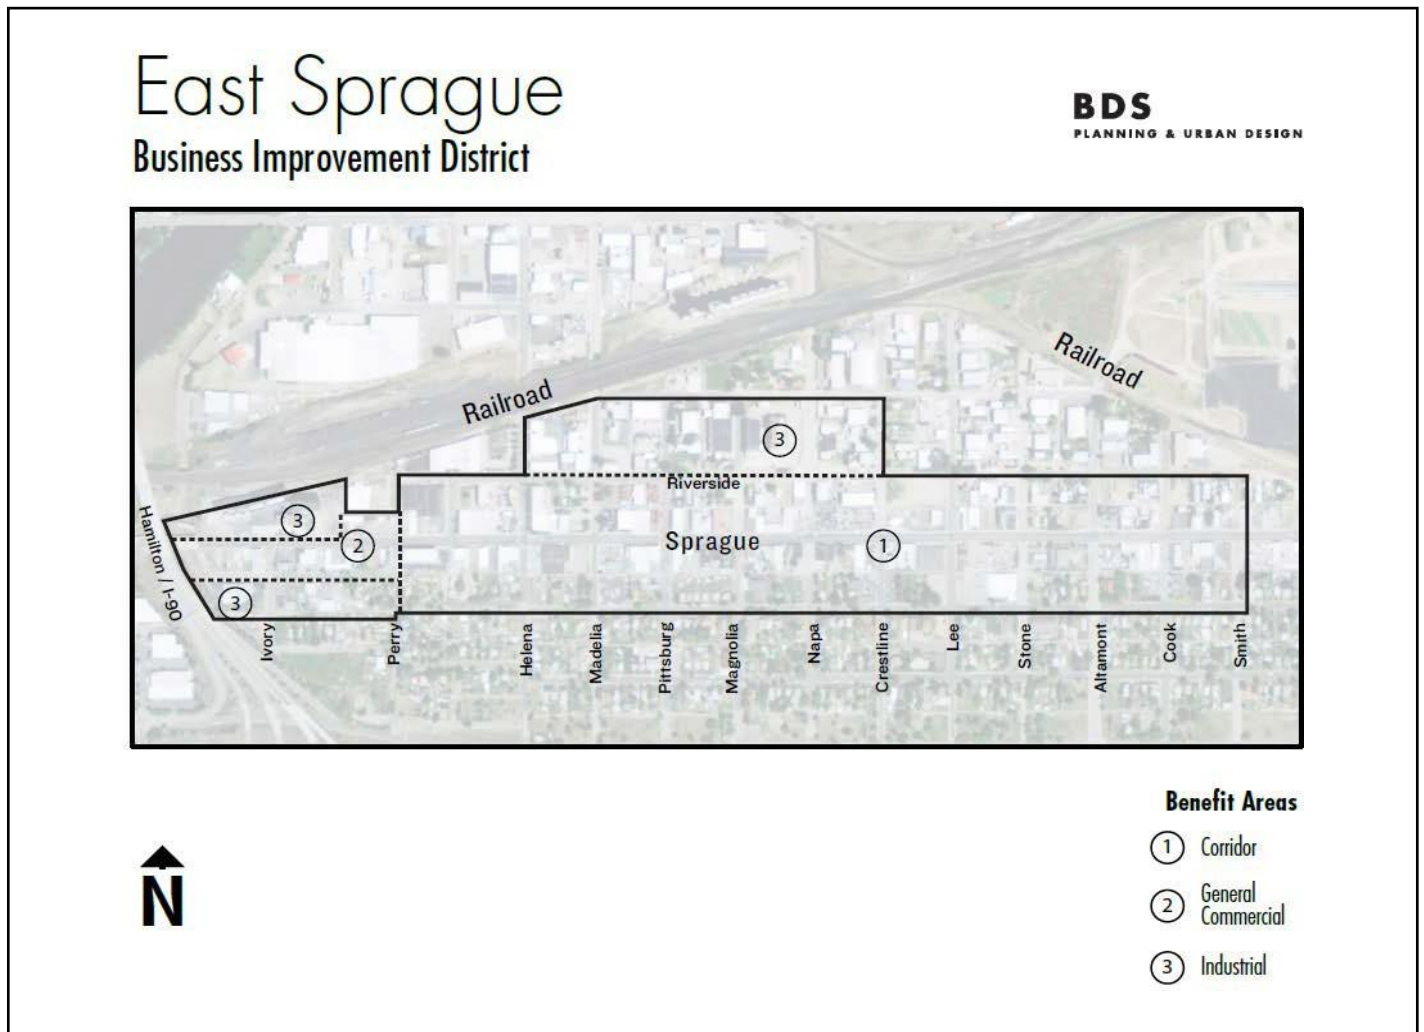 East Sprague
Business Improvement District
BDS
PLANNING & URBAN DESIGN
Railroad
Railroad
3
Riverside
3
2
Sprague
1
Hamilton / I-90
3
Ivory
Perry
Helena
Madelia
Pittsburg
Magnolia
Napa
Crestline
Lee
Stone
Altamont
Cook
Smith
Benefit Areas
1 Corridor
2 General
Commercial
3 Industrial
N